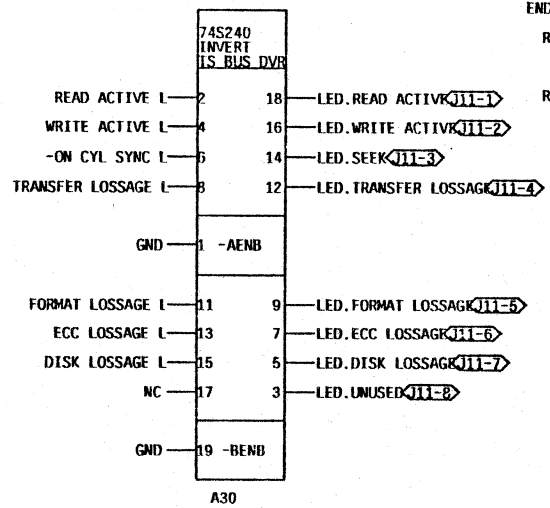 END
R
R
74S240
INVERT
IS BUS DVR
READ ACTIVE L 2 18 LED.READ ACTIVE J11-1
WRITE ACTIVE L 4 16 LED.WRITE ACTIVE J11-2
-ON CYL SYNC L 6 14 LED.SEEK J11-3
TRANSFER LOSSAGE L 8 12 LED.TRANSFER LOSSAGE J11-4
GND 1 -AENB
FORMAT LOSSAGE L 11 9 LED.FORMAT LOSSAGE J11-5
ECC LOSSAGE L 13 7 LED.ECC LOSSAGE J11-6
DISK LOSSAGE L 15 5 LED.DISK LOSSAGE J11-7
NC 17 3 LED.UNUSED J11-8
GND 19 -BENB
A30